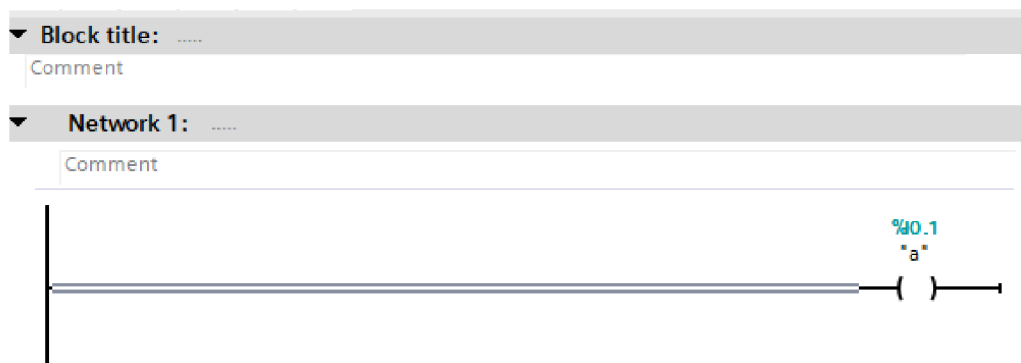 Block title: .....
Comment
Network 1: .....
Comment
%I0.1
"a"